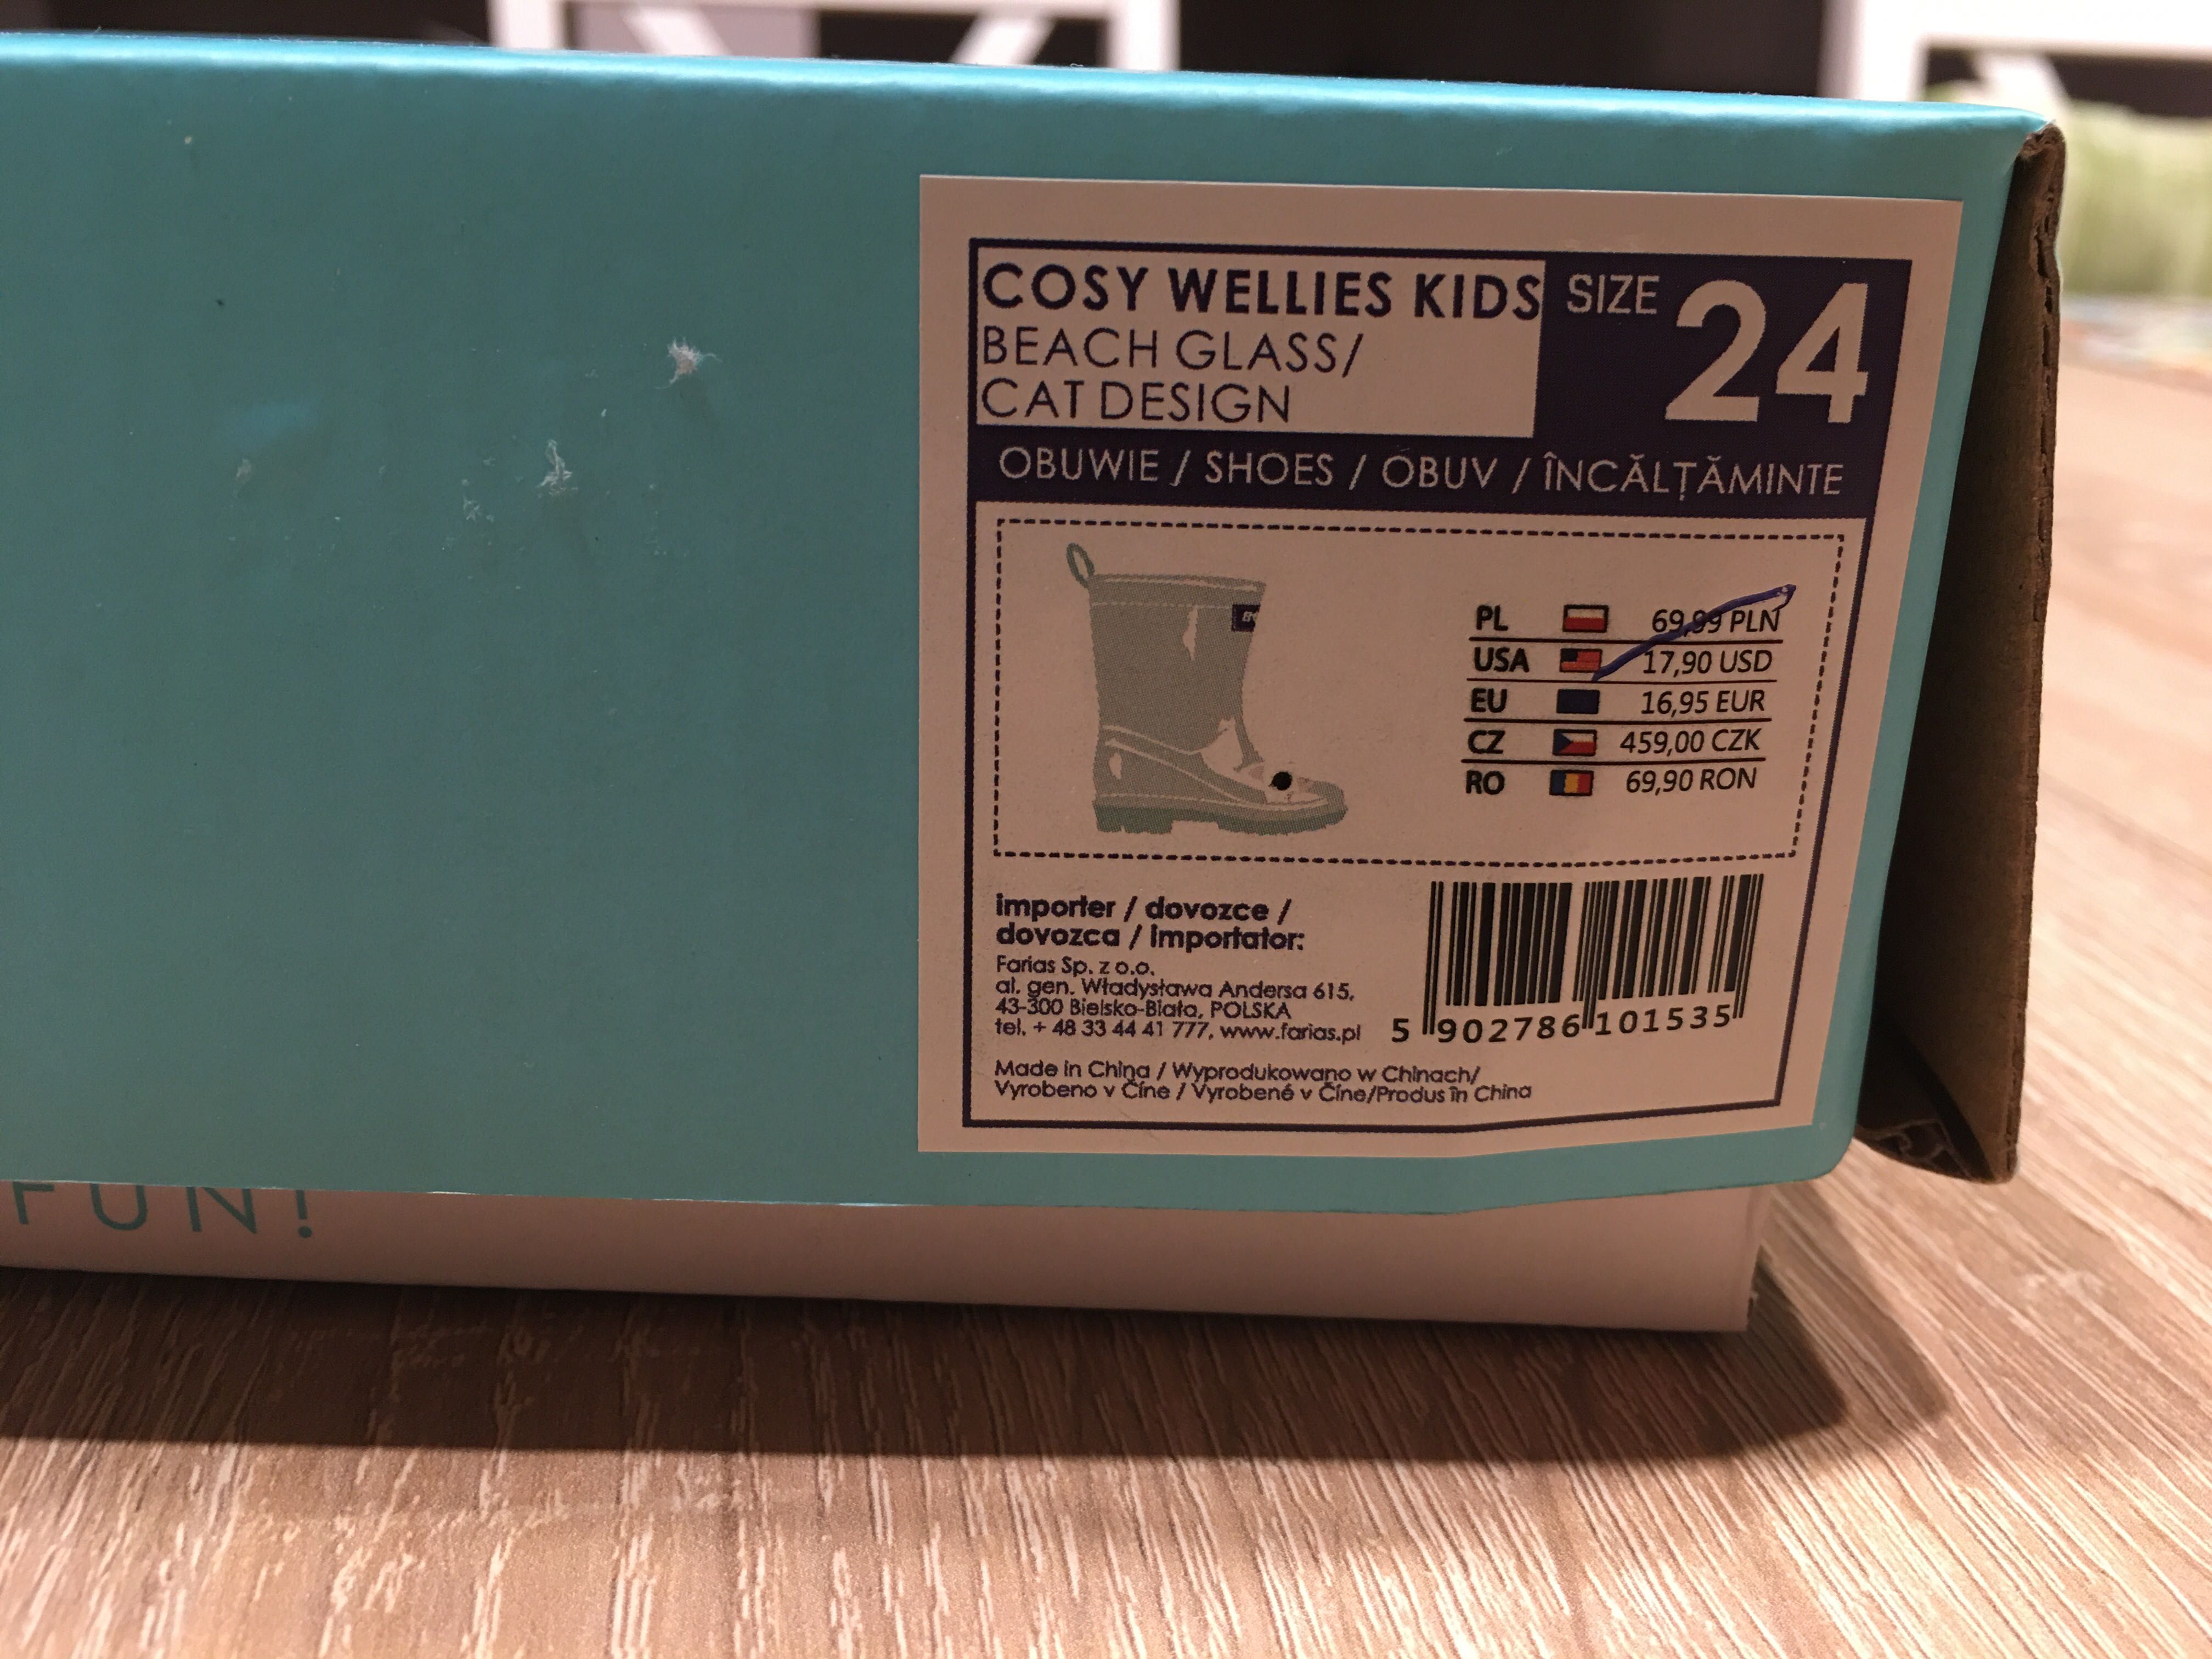 COSY WELLIES KIDS
BEACH GLASS/
CAT DESIGN
SIZE 24
OBUWIE / SHOES / OBUV / ÎNCĂLȚĂMINTE
PL 69,99 PLN
USA 17,90 USD
EU 16,95 EUR
CZ 459,00 CZK
RO 69,90 RON
importer / dovozce /
dovozca / importator:
Farias Sp. z o.o.
al. gen. Władysława Andersa 615,
43-300 Bielsko-Biała, POLSKA
tel. + 48 33 44 41 777, www.farias.pl
5 902786 101535
Made in China / Wyprodukowano w Chinach/
Vyrobeno v Číne / Vyrobené v Číne/Produs în China
FUN!